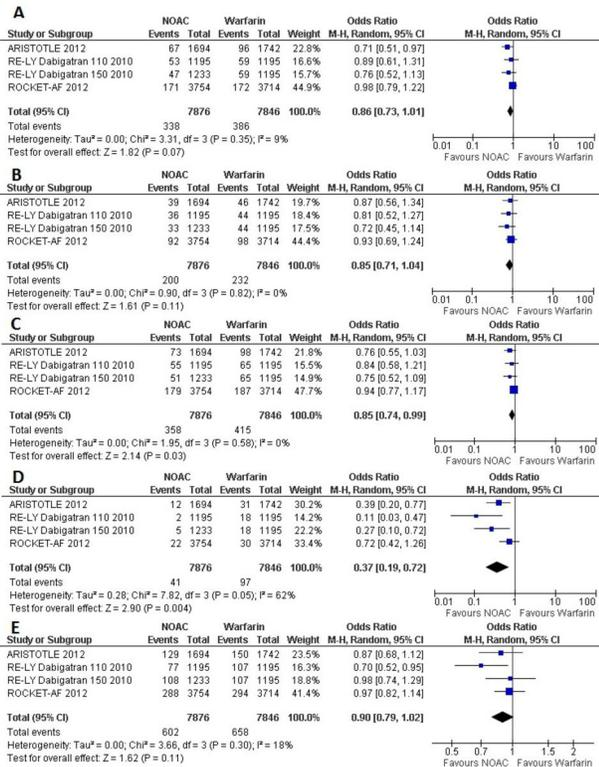 A
NOAC Warfarin Odds Ratio Odds Ratio
Study or Subgroup Events Total Events Total Weight M-H, Random, 95% CI M-H, Random, 95% CI
ARISTOTLE 2012 67 1694 96 1742 22.8% 0.71 [0.51, 0.97]
RE-LY Dabigatran 110 2010 53 1195 59 1195 16.6% 0.89 [0.61, 1.31]
RE-LY Dabigatran 150 2010 47 1233 59 1195 15.6% 0.76 [0.52, 1.13]
ROCKET-AF 2012 171 3754 172 3714 44.9% 0.98 [0.79, 1.22]
Total (95% CI) 7876 7846 100.0% 0.86 [0.73, 1.01]
Total events 338 386
Heterogeneity: Tau² = 0.00; Chi² = 3.31, df = 3 (P = 0.35); I² = 9%
Test for overall effect: Z = 1.82 (P = 0.07)
0.01 0.1 1 10 100
Favours NOAC Favours Warfarin
B
NOAC Warfarin Odds Ratio Odds Ratio
Study or Subgroup Events Total Events Total Weight M-H, Random, 95% CI M-H, Random, 95% CI
ARISTOTLE 2012 39 1694 46 1742 19.7% 0.87 [0.56, 1.34]
RE-LY Dabigatran 110 2010 36 1195 44 1195 18.4% 0.81 [0.52, 1.27]
RE-LY Dabigatran 150 2010 33 1233 44 1195 17.5% 0.72 [0.45, 1.14]
ROCKET-AF 2012 92 3754 98 3714 44.4% 0.93 [0.69, 1.24]
Total (95% CI) 7876 7846 100.0% 0.85 [0.71, 1.04]
Total events 200 232
Heterogeneity: Tau² = 0.00; Chi² = 0.90, df = 3 (P = 0.82); I² = 0%
Test for overall effect: Z = 1.61 (P = 0.11)
0.01 0.1 1 10 100
Favours NOAC Favours Warfarin
C
NOAC Warfarin Odds Ratio Odds Ratio
Study or Subgroup Events Total Events Total Weight M-H, Random, 95% CI M-H, Random, 95% CI
ARISTOTLE 2012 73 1694 98 1742 21.8% 0.76 [0.55, 1.03]
RE-LY Dabigatran 110 2010 55 1195 65 1195 15.5% 0.84 [0.58, 1.21]
RE-LY Dabigatran 150 2010 51 1233 65 1195 15.1% 0.75 [0.52, 1.09]
ROCKET-AF 2012 179 3754 187 3714 47.7% 0.94 [0.77, 1.17]
Total (95% CI) 7876 7846 100.0% 0.85 [0.74, 0.99]
Total events 358 415
Heterogeneity: Tau² = 0.00; Chi² = 1.95, df = 3 (P = 0.58); I² = 0%
Test for overall effect: Z = 2.14 (P = 0.03)
0.01 0.1 1 10 100
Favours NOAC Favours Warfarin
D
NOAC Warfarin Odds Ratio Odds Ratio
Study or Subgroup Events Total Events Total Weight M-H, Random, 95% CI M-H, Random, 95% CI
ARISTOTLE 2012 12 1694 31 1742 30.2% 0.39 [0.20, 0.77]
RE-LY Dabigatran 110 2010 2 1195 18 1195 14.2% 0.11 [0.03, 0.47]
RE-LY Dabigatran 150 2010 5 1233 18 1195 22.2% 0.27 [0.10, 0.72]
ROCKET-AF 2012 22 3754 30 3714 33.4% 0.72 [0.42, 1.26]
Total (95% CI) 7876 7846 100.0% 0.37 [0.19, 0.72]
Total events 41 97
Heterogeneity: Tau² = 0.28; Chi² = 7.82, df = 3 (P = 0.05); I² = 62%
Test for overall effect: Z = 2.90 (P = 0.004)
0.01 0.1 1 10 100
Favours NOAC Favours Warfarin
E
NOAC Warfarin Odds Ratio Odds Ratio
Study or Subgroup Events Total Events Total Weight M-H, Random, 95% CI M-H, Random, 95% CI
ARISTOTLE 2012 129 1694 150 1742 23.5% 0.87 [0.68, 1.12]
RE-LY Dabigatran 110 2010 77 1195 107 1195 16.3% 0.70 [0.52, 0.95]
RE-LY Dabigatran 150 2010 108 1233 107 1195 18.8% 0.98 [0.74, 1.29]
ROCKET-AF 2012 288 3754 294 3714 41.4% 0.97 [0.82, 1.14]
Total (95% CI) 7876 7846 100.0% 0.90 [0.79, 1.02]
Total events 602 658
Heterogeneity: Tau² = 0.00; Chi² = 3.66, df = 3 (P = 0.30); I² = 18%
Test for overall effect: Z = 1.62 (P = 0.11)
0.5 0.7 1 1.5 2
Favours NOAC Favours Warfarin